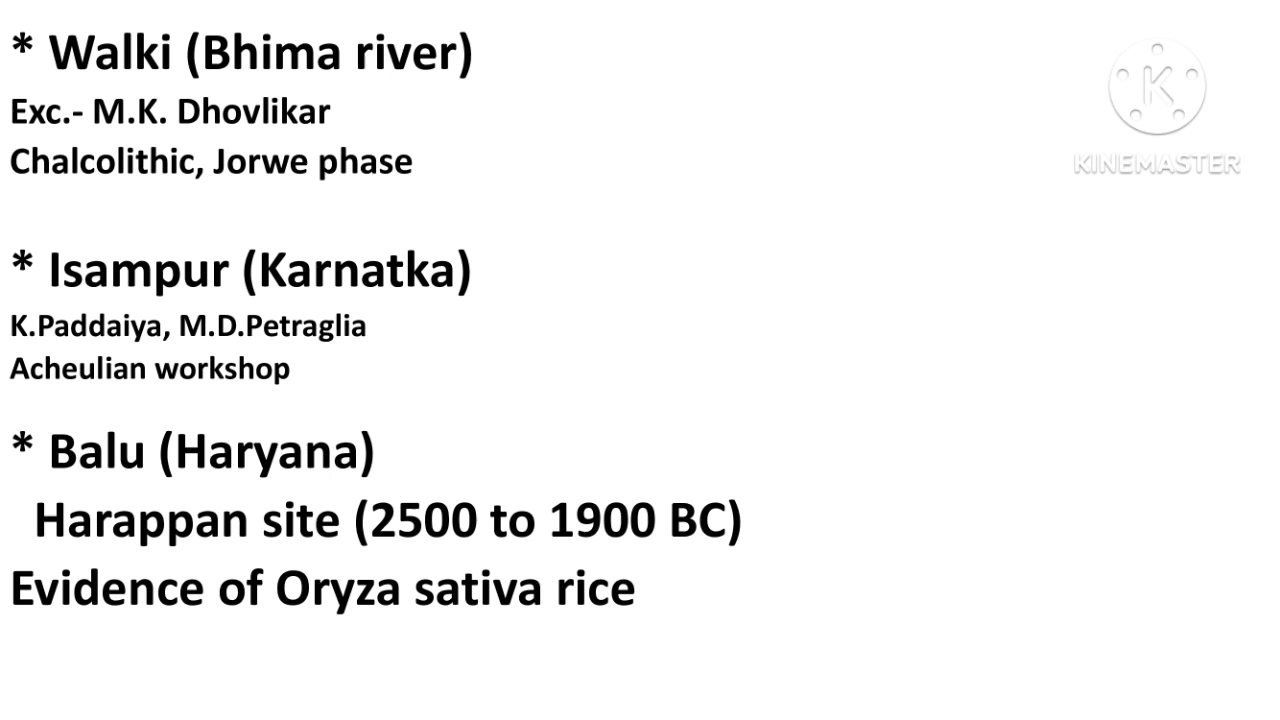 * Walki (Bhima river)
Exc.- M.K. Dhovlikar
Chalcolithic, Jorwe phase
* Isampur (Karnatka)
K.Paddaiya, M.D.Petraglia
Acheulian workshop
* Balu (Haryana)
Harappan site (2500 to 1900 BC)
Evidence of Oryza sativa rice
K
KINEMASTER